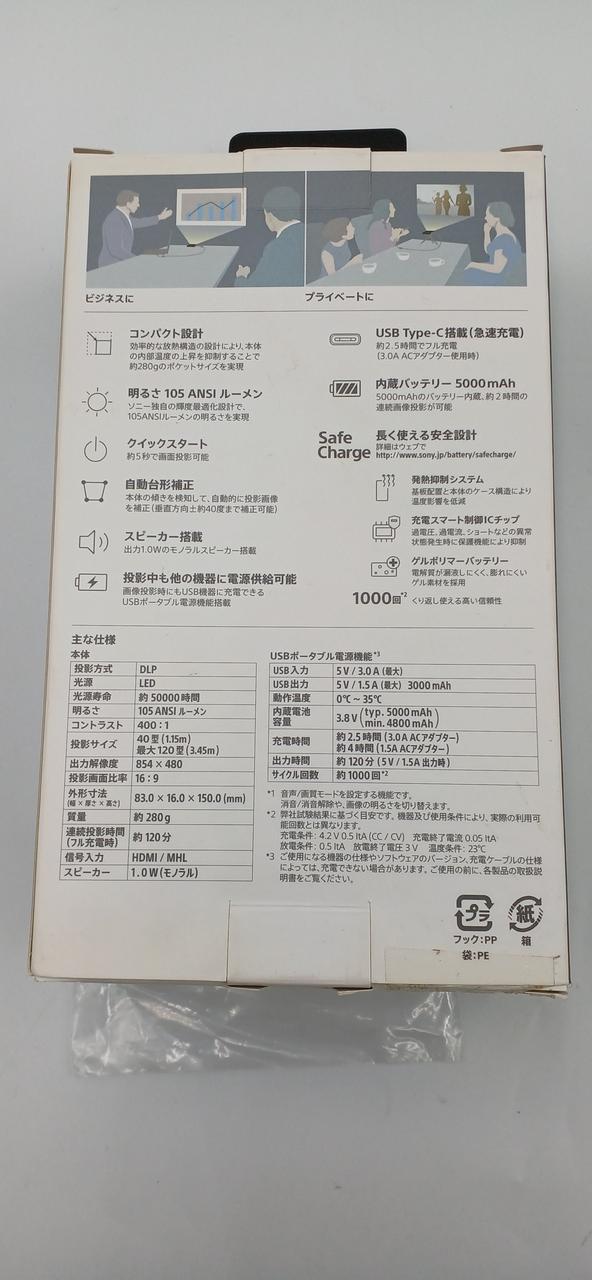 ビジネスに
プライベートに
コンパクト設計
効率的な放熱構造の設計により、本体
の内部温度の上昇を抑制することで
約280gのポケットサイズを実現
明るさ 105 ANSI ルーメン
ソニー独自の輝度最適化設計で、
105ANSIルーメンの明るさを実現
クイックスタート
約5秒で画面投影可能
自動台形補正
本体の傾きを検知して、自動的に投影画像
を補正(垂直方向±約40度まで補正可能)
スピーカー搭載
出力1.0Wのモノラルスピーカー搭載
投影中も他の機器に電源供給可能
画像投影時にもUSB機器に充電できる
USBポータブル電源機能搭載
USB Type-C搭載(急速充電)
約2.5時間でフル充電
(3.0A ACアダプター使用時)
内蔵バッテリー 5000mAh
5000mAhのバッテリー内蔵、約2時間の
連続画像投影が可能
Safe
Charge
長く使える安全設計
詳細はウェブで
http://www.sony.jp/battery/safecharge/
発熱抑制システム
基板配置と本体のケース構造により
温度影響を低減
充電スマート制御ICチップ
過電圧、過電流、ショートなどの異常
状態発生時に保護機能により抑制
ゲルポリマーバッテリー
電解質が漏液しにくく、膨れにくい
ゲル素材を採用
1000回*2 くり返し使える高い信頼性
主な仕様
本体
投影方式 DLP
光源 LED
光源寿命 約 50000時間
明るさ 105 ANSI ルーメン
コントラスト 400:1
投影サイズ 40型(1.15m)
最大120型(3.45m)
出力解像度 854×480
投影画面比率 16:9
外形寸法 83.0×16.0×150.0(mm)
(幅×厚さ×高さ)
質量 約280g
連続投影時間 約120分
(フル充電時)
信号入力 HDMI / MHL
スピーカー 1.0W(モノラル)
USBポータブル電源機能*3
USB入力 5V/3.0A(最大)
USB出力 5V/1.5A(最大) 3000mAh
動作温度 0℃~35℃
内蔵電池 3.8V (typ. 5000mAh
容量 min. 4800mAh)
充電時間 約2.5時間(3.0A ACアダプター)
約4時間(1.5A ACアダプター)
出力時間 約120分(5V/1.5A出力時)
サイクル回数 約1000回*2
*1 音声/画質モードを設定する機能です。
消音/消音解除や、画像の明るさを切り替えます。
*2 弊社試験結果に基づく目安です。機器及び使用条件により、実際の利用可
能回数とは異なります。
充電条件: 4.2V 0.5ItA(CC/CV) 充電終了電流 0.05ItA
放電条件: 0.5ItA 放電終了電圧3V 温度条件: 23℃
*3 ご使用になる機器の仕様やソフトウェアのバージョン、充電ケーブルの仕様
によっては、充電できない場合があります。ご使用の前に、各製品の取扱説
明書をご覧ください。
プラ
紙
フック:PP
箱
袋:PE